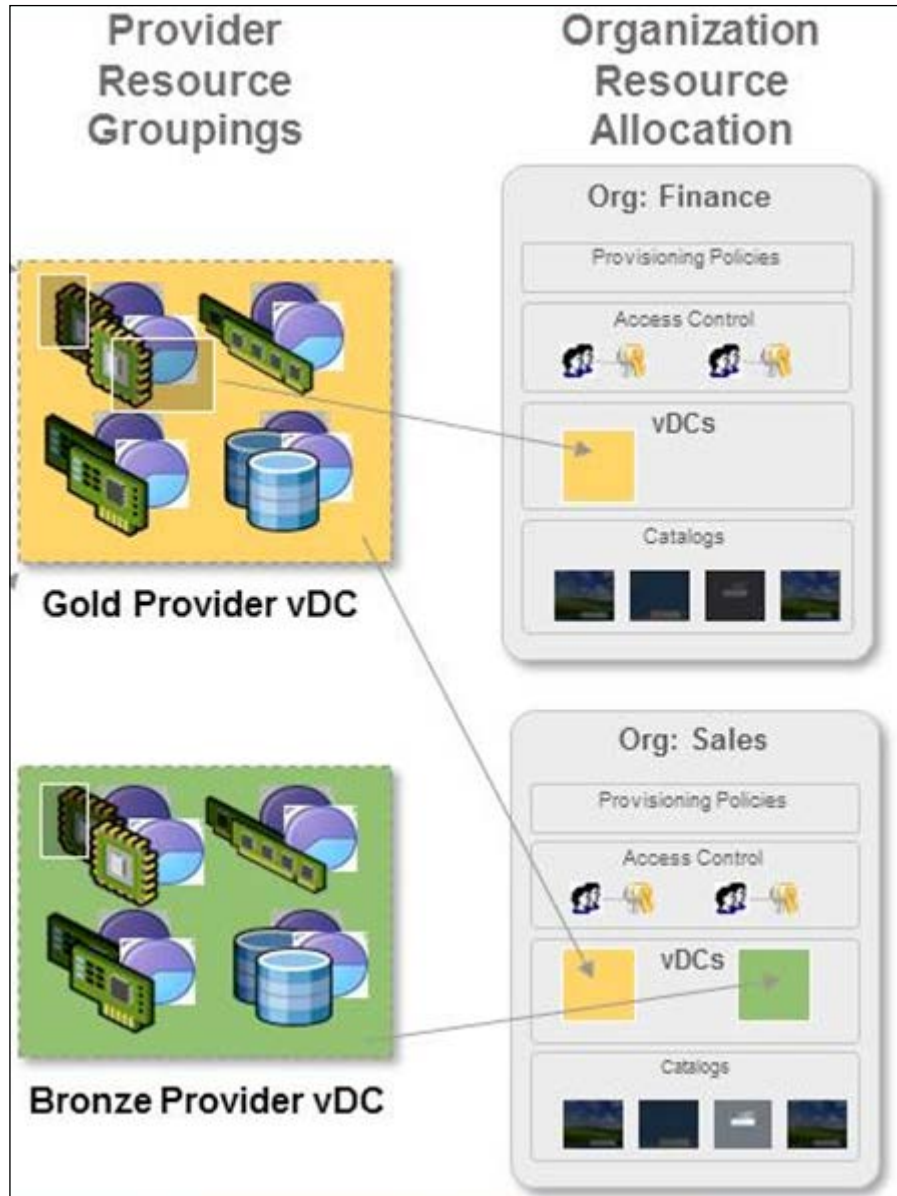 Provider
Resource
Groupings
Organization
Resource
Allocation
Gold Provider vDC
Bronze Provider vDC
Org: Finance
Provisioning Policies
Access Control
vDCs
Catalogs
Org: Sales
Provisioning Policies
Access Control
vDCs
Catalogs